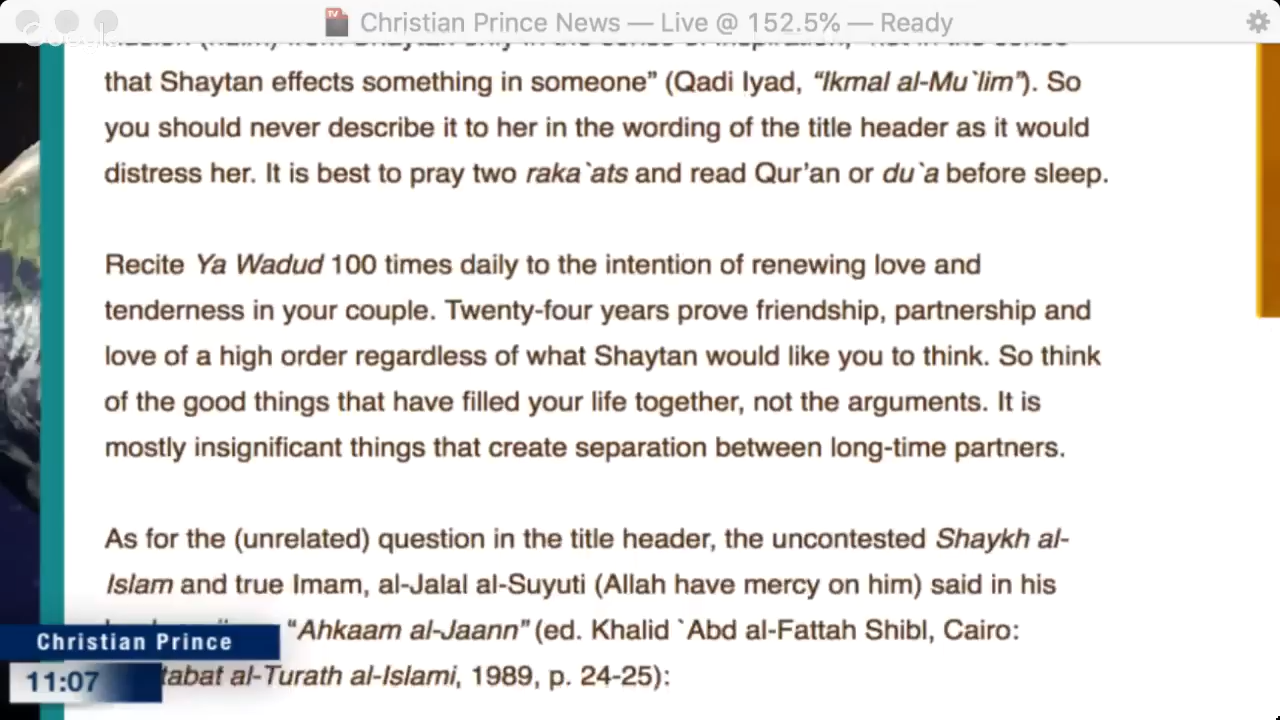 Christian Prince News — Live @ 152.5% — Ready
that Shaytan effects something in someone” (Qadi Iyad, “Ikmal al-Mu`lim”). So
you should never describe it to her in the wording of the title header as it would
distress her. It is best to pray two raka`ats and read Qur’an or du`a before sleep.
Recite Ya Wadud 100 times daily to the intention of renewing love and
tenderness in your couple. Twenty-four years prove friendship, partnership and
love of a high order regardless of what Shaytan would like you to think. So think
of the good things that have filled your life together, not the arguments. It is
mostly insignificant things that create separation between long-time partners.
As for the (unrelated) question in the title header, the uncontested Shaykh al-
Islam and true Imam, al-Jalal al-Suyuti (Allah have mercy on him) said in his
“Ahkaam al-Jaann” (ed. Khalid `Abd al-Fattah Shibl, Cairo:
tabat al-Turath al-Islami, 1989, p. 24-25):
Christian Prince
11:07